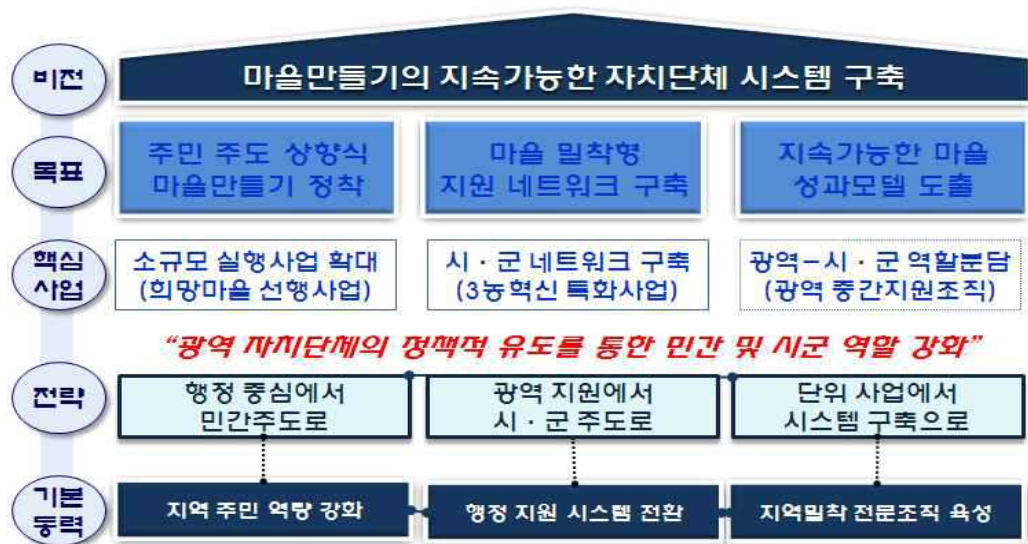 비전
마을만들기의 지속가능한 자치단체 시스템 구축
목표
주민 주도 상향식
마을만들기 정착
마을 밀착형
지원 네트워크 구축
지속가능한 마을
성과모델 도출
핵심
사업
소규모 실행사업 확대
(희망마을 선행사업)
시·군 네트워크 구축
(3농혁신 특화사업)
광역-시·군 역할분담
(광역 중간지원조직)
“광역 자치단체의 정책적 유도를 통한 민간 및 시군 역할 강화”
전략
행정 중심에서
민간주도로
광역 지원에서
시·군 주도로
단위 사업에서
시스템 구축으로
기본
동력
지역 주민 역량 강화
행정 지원 시스템 전환
지역밀착 전문조직 육성